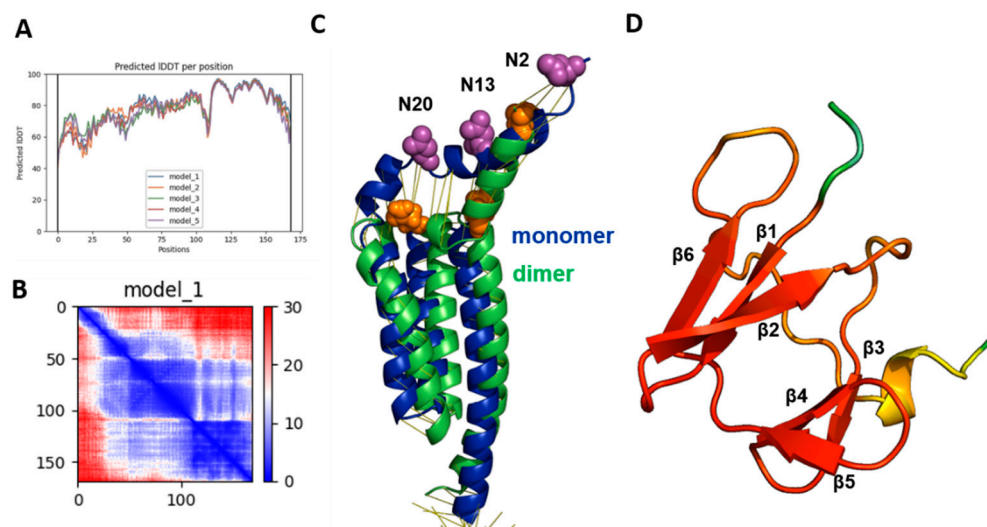 A
Predicted lDDT per position
Predicted lDDT
100
80
60
40
20
0
model_1
model_2
model_3
model_4
model_5
0
25
50
75
100
125
150
175
Positions
B
model_1
0
50
100
150
0
100
30
20
10
0
C
N2
N13
N20
monomer
dimer
D
β1
β6
β2
β3
β4
β5